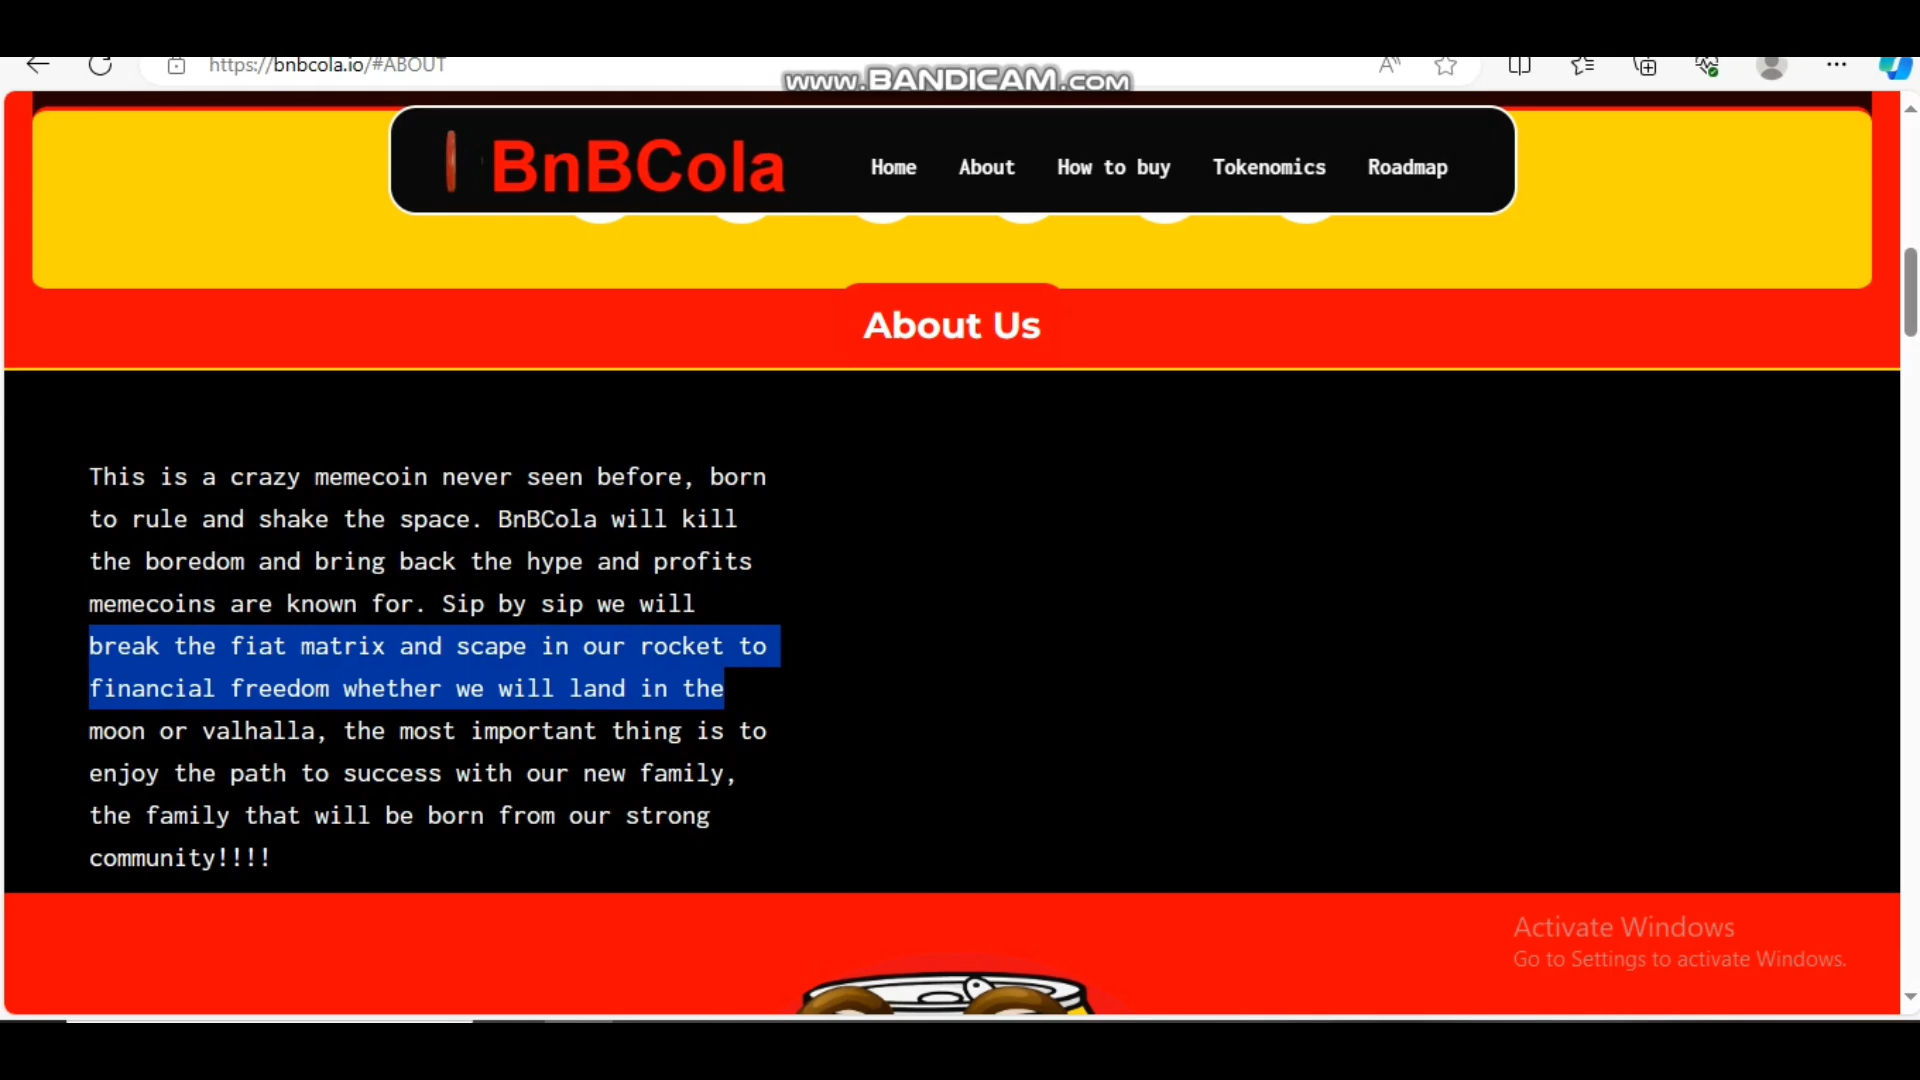 https://bnbcola.io/#ABOUT
www.BANDICAM.com
BnBCola
Home About How to buy Tokenomics Roadmap
About Us
This is a crazy memecoin never seen before, born
to rule and shake the space. BnBCola will kill
the boredom and bring back the hype and profits
memecoins are known for. Sip by sip we will
break the fiat matrix and scape in our rocket to
financial freedom whether we will land in the
moon or valhalla, the most important thing is to
enjoy the path to success with our new family,
the family that will be born from our strong
community!!!!
Activate Windows
Go to Settings to activate Windows.